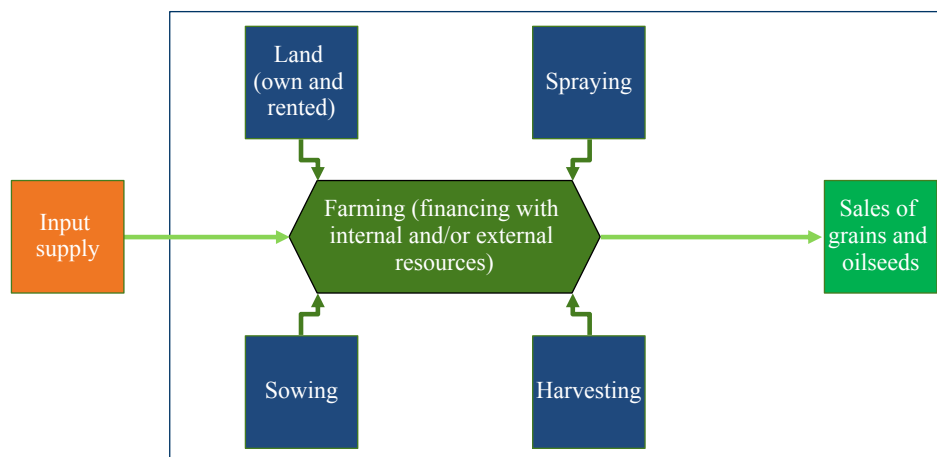 Land
(own and
rented)
Spraying
Input
supply
Farming (financing with
internal and/or external
resources)
Sales of
grains and
oilseeds
Sowing
Harvesting